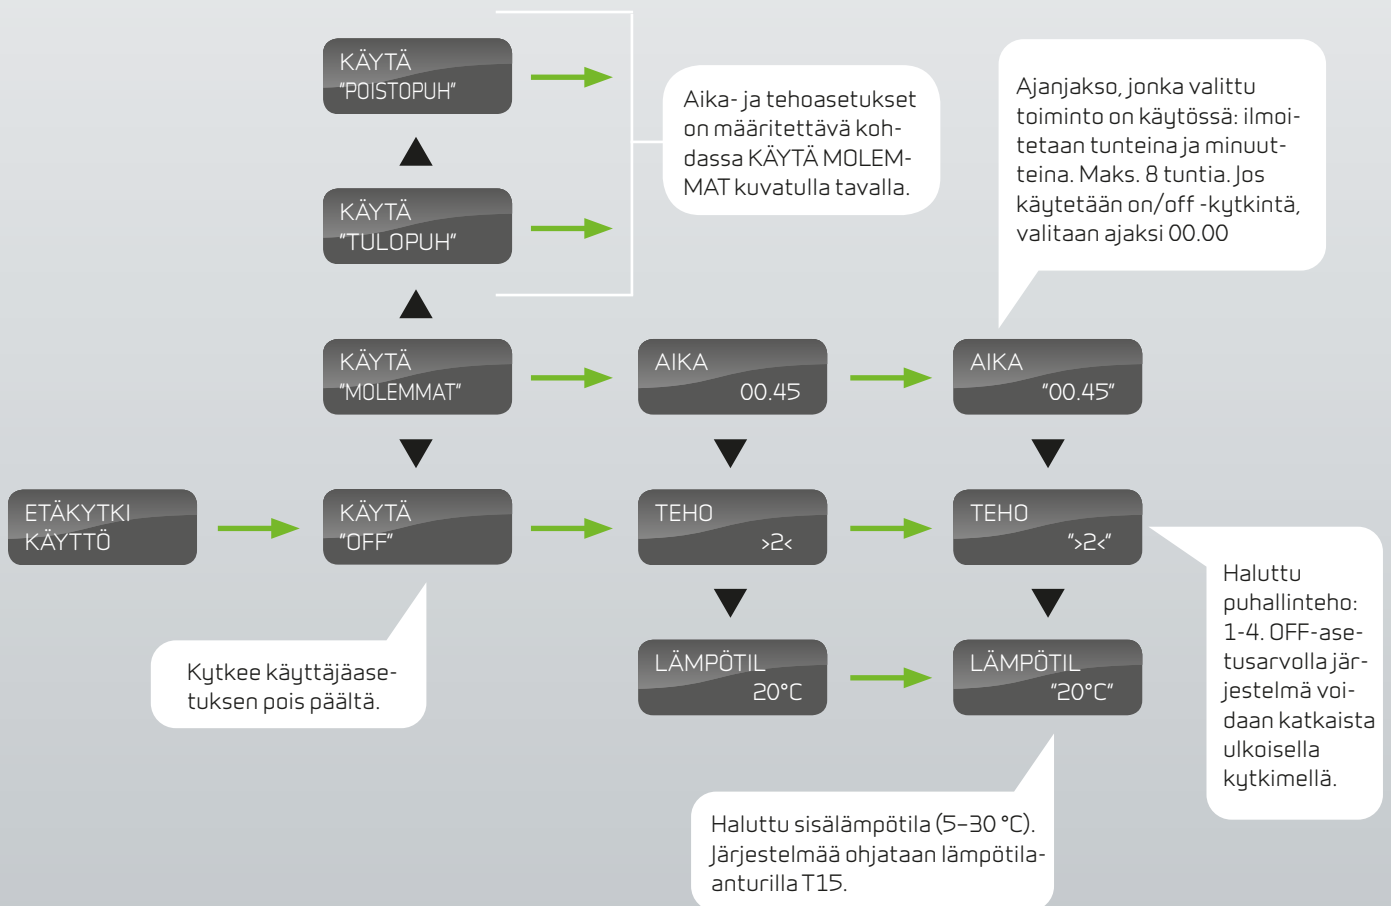 KÄYTÄ
"POISTOPUH"
Aika- ja tehoasetukset
on määritettävä koh-
dassa KÄYTÄ MOLEM-
MAT kuvatulla tavalla.
Ajanjakso, jonka valittu
toiminto on käytössä: ilmoi-
tetaan tunteina ja minuut-
teina. Maks. 8 tuntia. Jos
käytetään on/off -kytkintä,
valitaan ajaksi 00.00
KÄYTÄ
"TULOPUH"
KÄYTÄ
"MOLEMMAT"
AIKA
00.45
AIKA
"00.45"
ETÄKYTKI
KÄYTTÖ
KÄYTÄ
"OFF"
TEHO
>2<
TEHO
">2<"
Kytkee käyttäjäase-
tuksen pois päältä.
LÄMPÖTIL
20°C
LÄMPÖTIL
"20°C"
Haluttu
puhallinteho:
1-4. OFF-ase-
tusarvolla jär-
jestelmä voi-
daan katkaista
ulkoisella
kytkimellä.
Haluttu sisälämpötila (5–30 °C).
Järjestelmää ohjataan lämpötila-
anturilla T15.